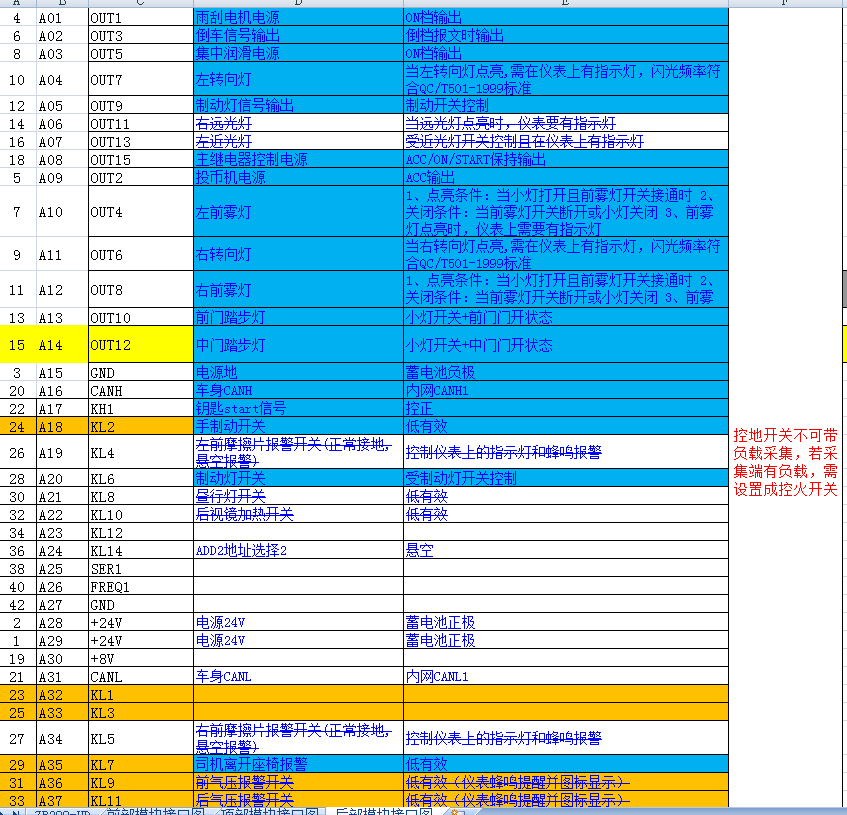 A B C D E F
4 A01 OUT1 雨刮电机电源 ON档输出
6 A02 OUT3 倒车信号输出 倒档报文时输出
8 A03 OUT5 集中润滑电源 ON档输出
10 A04 OUT7 左转向灯 当左转向灯点亮,需在仪表上有指示灯，闪光频率符
合QC/T501-1999标准
12 A05 OUT9 制动灯信号输出 制动开关控制
14 A06 OUT11 右远光灯 当远光灯点亮时，仪表要有指示灯
16 A07 OUT13 左近光灯 受近光灯开关控制且在仪表上有指示灯
18 A08 OUT15 主继电器控制电源 ACC/ON/START保持输出
5 A09 OUT2 投币机电源 ACC输出
7 A10 OUT4 左前雾灯 1、点亮条件：当小灯打开且前雾灯开关接通时 2、
关闭条件：当前雾灯开关断开或小灯关闭 3、前雾
灯点亮时，仪表上需要有指示灯
9 A11 OUT6 右转向灯 当右转向灯点亮,需在仪表上有指示灯，闪光频率符
合QC/T501-1999标准
11 A12 OUT8 右前雾灯 1、点亮条件：当小灯打开且前雾灯开关接通时 2、
关闭条件：当前雾灯开关断开或小灯关闭 3、前雾
13 A13 OUT10 前门踏步灯 小灯开关+前门门开状态
15 A14 OUT12 中门踏步灯 小灯开关+中门门开状态
3 A15 GND 电源地 蓄电池负极
20 A16 CANH 车身CANH 内网CANH1
22 A17 KH1 钥匙start信号 控正
24 A18 KL2 手制动开关 低有效
26 A19 KL4 左前摩擦片报警开关(正常接地,
悬空报警) 控制仪表上的指示灯和蜂鸣报警
28 A20 KL6 制动灯开关 受制动灯开关控制
30 A21 KL8 昼行灯开关 低有效
32 A22 KL10 后视镜加热开关 低有效
34 A23 KL12
36 A24 KL14 ADD2地址选择2 悬空
38 A25 SER1
40 A26 FREQ1
42 A27 GND
2 A28 +24V 电源24V 蓄电池正极
1 A29 +24V 电源24V 蓄电池正极
19 A30 +8V
21 A31 CANL 车身CANL 内网CANL1
23 A32 KL1
25 A33 KL3
27 A34 KL5 右前摩擦片报警开关(正常接地,
悬空报警) 控制仪表上的指示灯和蜂鸣报警
29 A35 KL7 司机离开座椅报警 低有效
31 A36 KL9 前气压报警开关 低有效（仪表蜂鸣提醒并图标显示）
33 A37 KL11 后气压报警开关 低有效（仪表蜂鸣提醒并图标显示）
控地开关不可带
负载采集，若采
集端有负载，需
设置成控火开关
前部模块接口图 顶部模块接口图 后部模块接口图